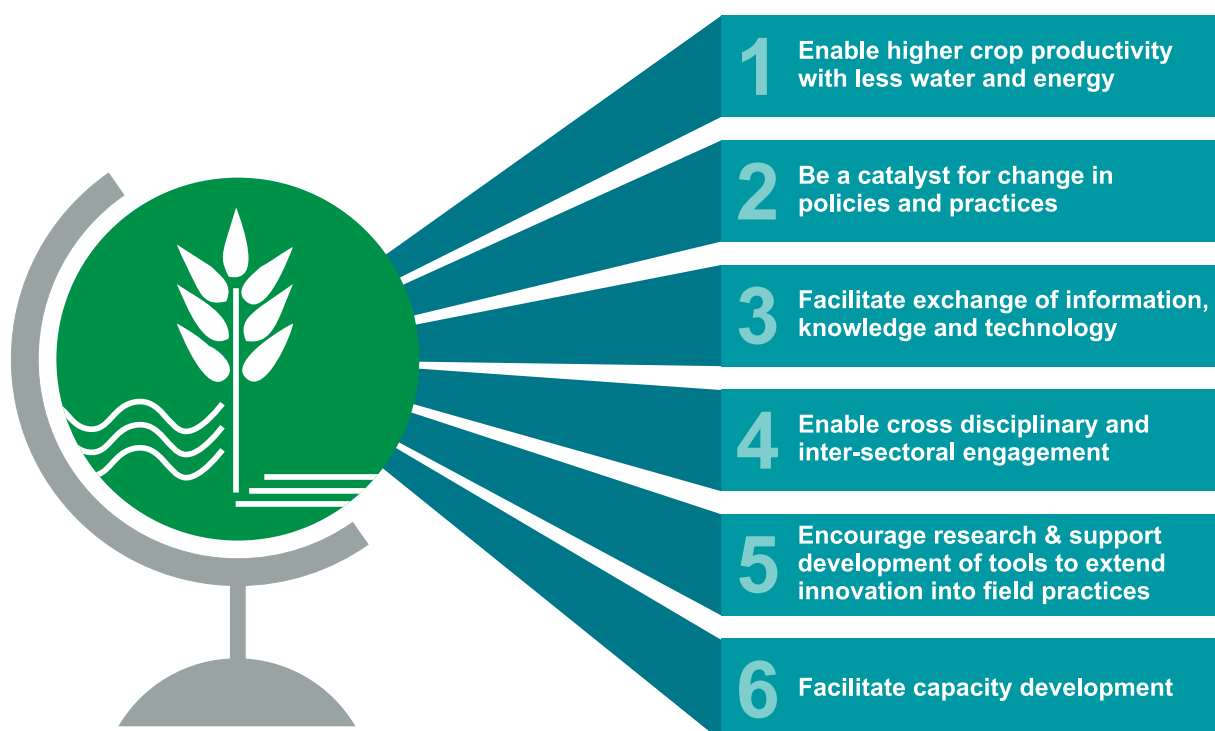 1
Enable higher crop productivity
with less water and energy
2
Be a catalyst for change in
policies and practices
3
Facilitate exchange of information,
knowledge and technology
4
Enable cross disciplinary and
inter-sectoral engagement
5
Encourage research & support
development of tools to extend
innovation into field practices
6
Facilitate capacity development